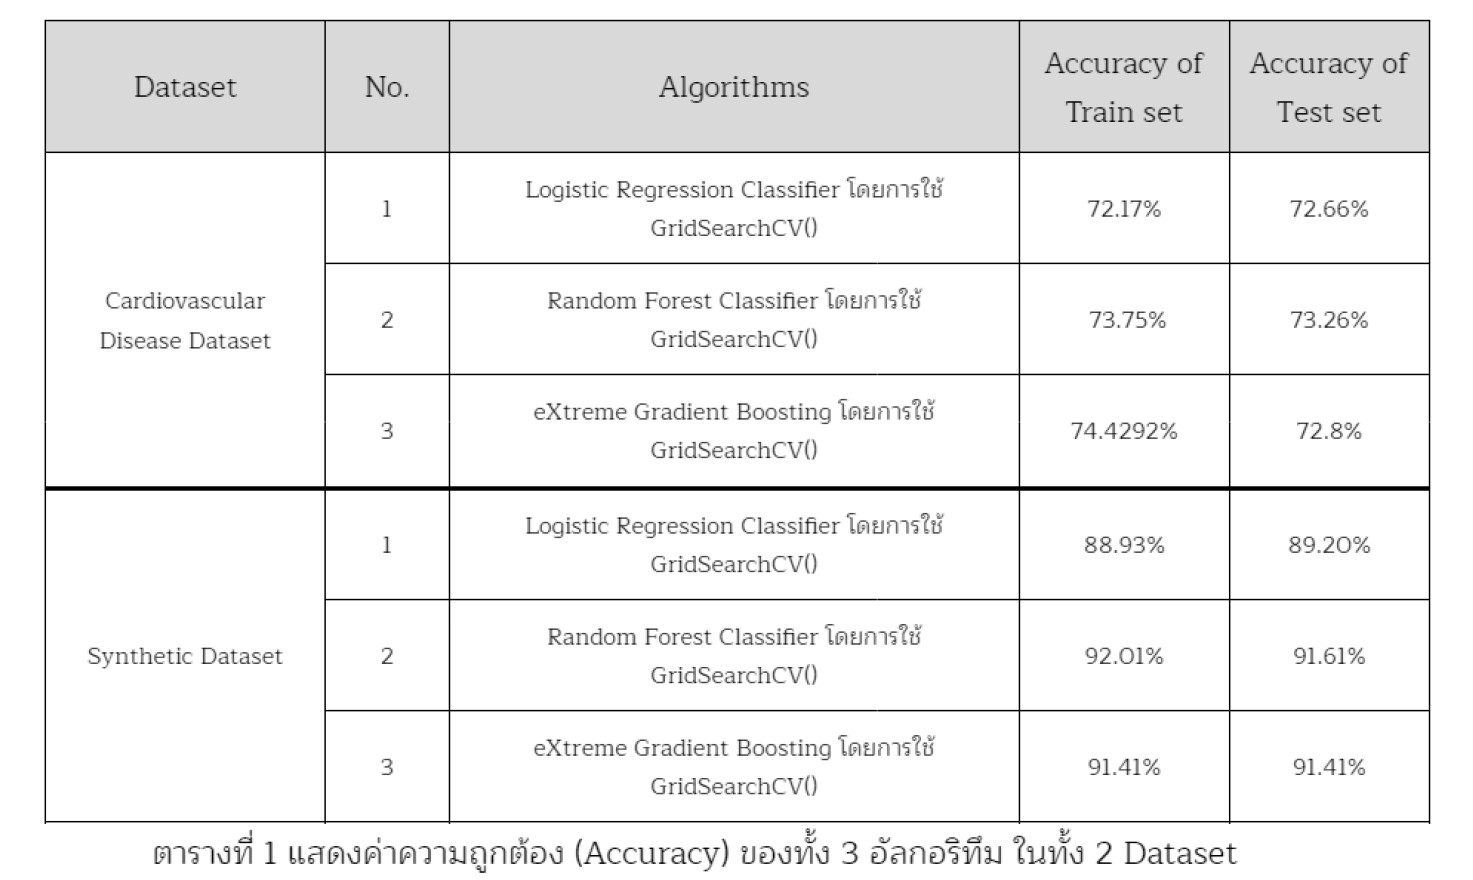 Dataset
No.
Algorithms
Accuracy of
Train set
Accuracy of
Test set
Cardiovascular
Disease Dataset
1
Logistic Regression Classifier โดยการใช้
GridSearchCV()
72.17%
72.66%
2
Random Forest Classifier โดยการใช้
GridSearchCV()
73.75%
73.26%
3
eXtreme Gradient Boosting โดยการใช้
GridSearchCV()
74.4292%
72.8%
Synthetic Dataset
1
Logistic Regression Classifier โดยการใช้
GridSearchCV()
88.93%
89.20%
2
Random Forest Classifier โดยการใช้
GridSearchCV()
92.01%
91.61%
3
eXtreme Gradient Boosting โดยการใช้
GridSearchCV()
91.41%
91.41%
ตารางที่ 1 แสดงค่าความถูกต้อง (Accuracy) ของทั้ง 3 อัลกอริทึม ในทั้ง 2 Dataset